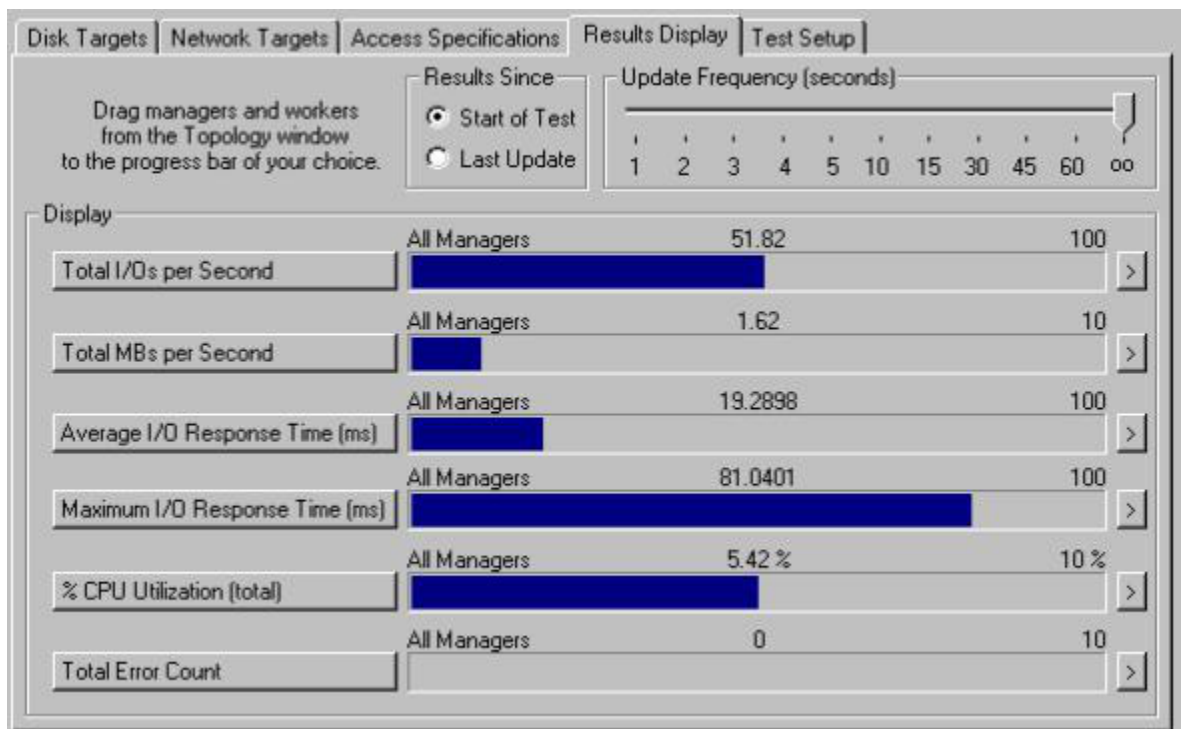 Disk Targets Network Targets Access Specifications Results Display Test Setup
Drag managers and workers
from the Topology window
to the progress bar of your choice.
Results Since
Start of Test
Last Update
Update Frequency (seconds)
1 2 3 4 5 10 15 30 45 60 oo
Display
All Managers 51.82 100
Total I/Os per Second >
All Managers 1.62 10
Total MBs per Second >
All Managers 19.2898 100
Average I/O Response Time (ms) >
All Managers 81.0401 100
Maximum I/O Response Time (ms) >
All Managers 5.42 % 10 %
% CPU Utilization (total) >
All Managers 0 10
Total Error Count >